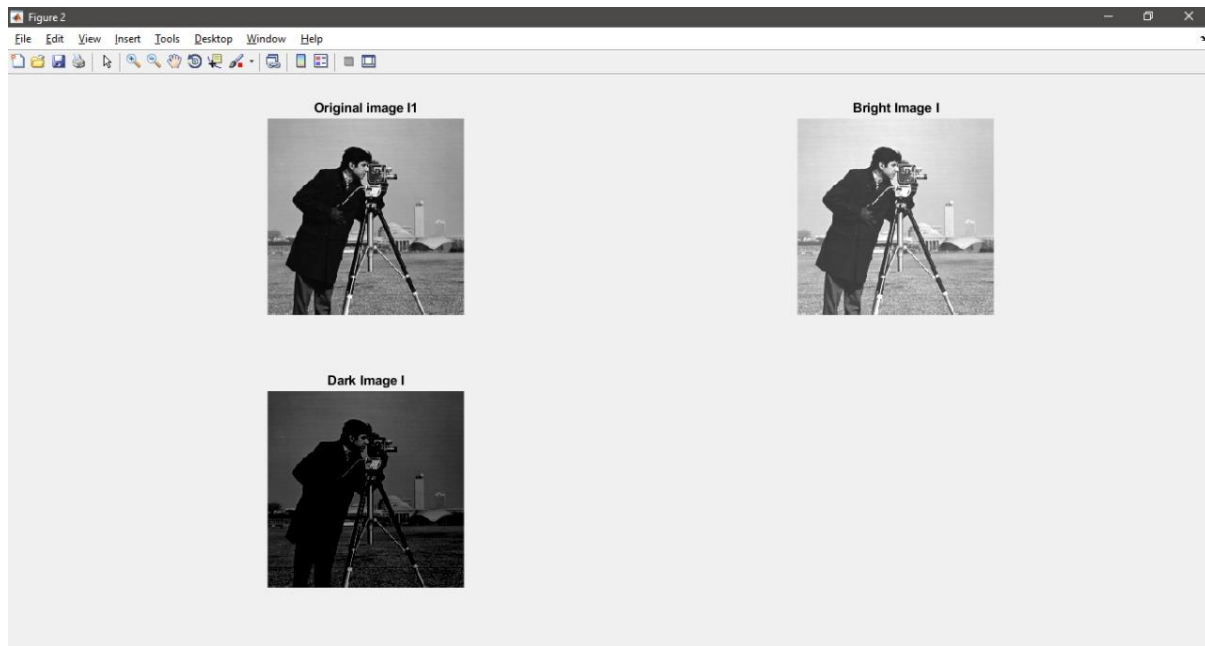 Figure 2
File Edit View Insert Tools Desktop Window Help
Original image I1
Bright Image I
Dark Image I